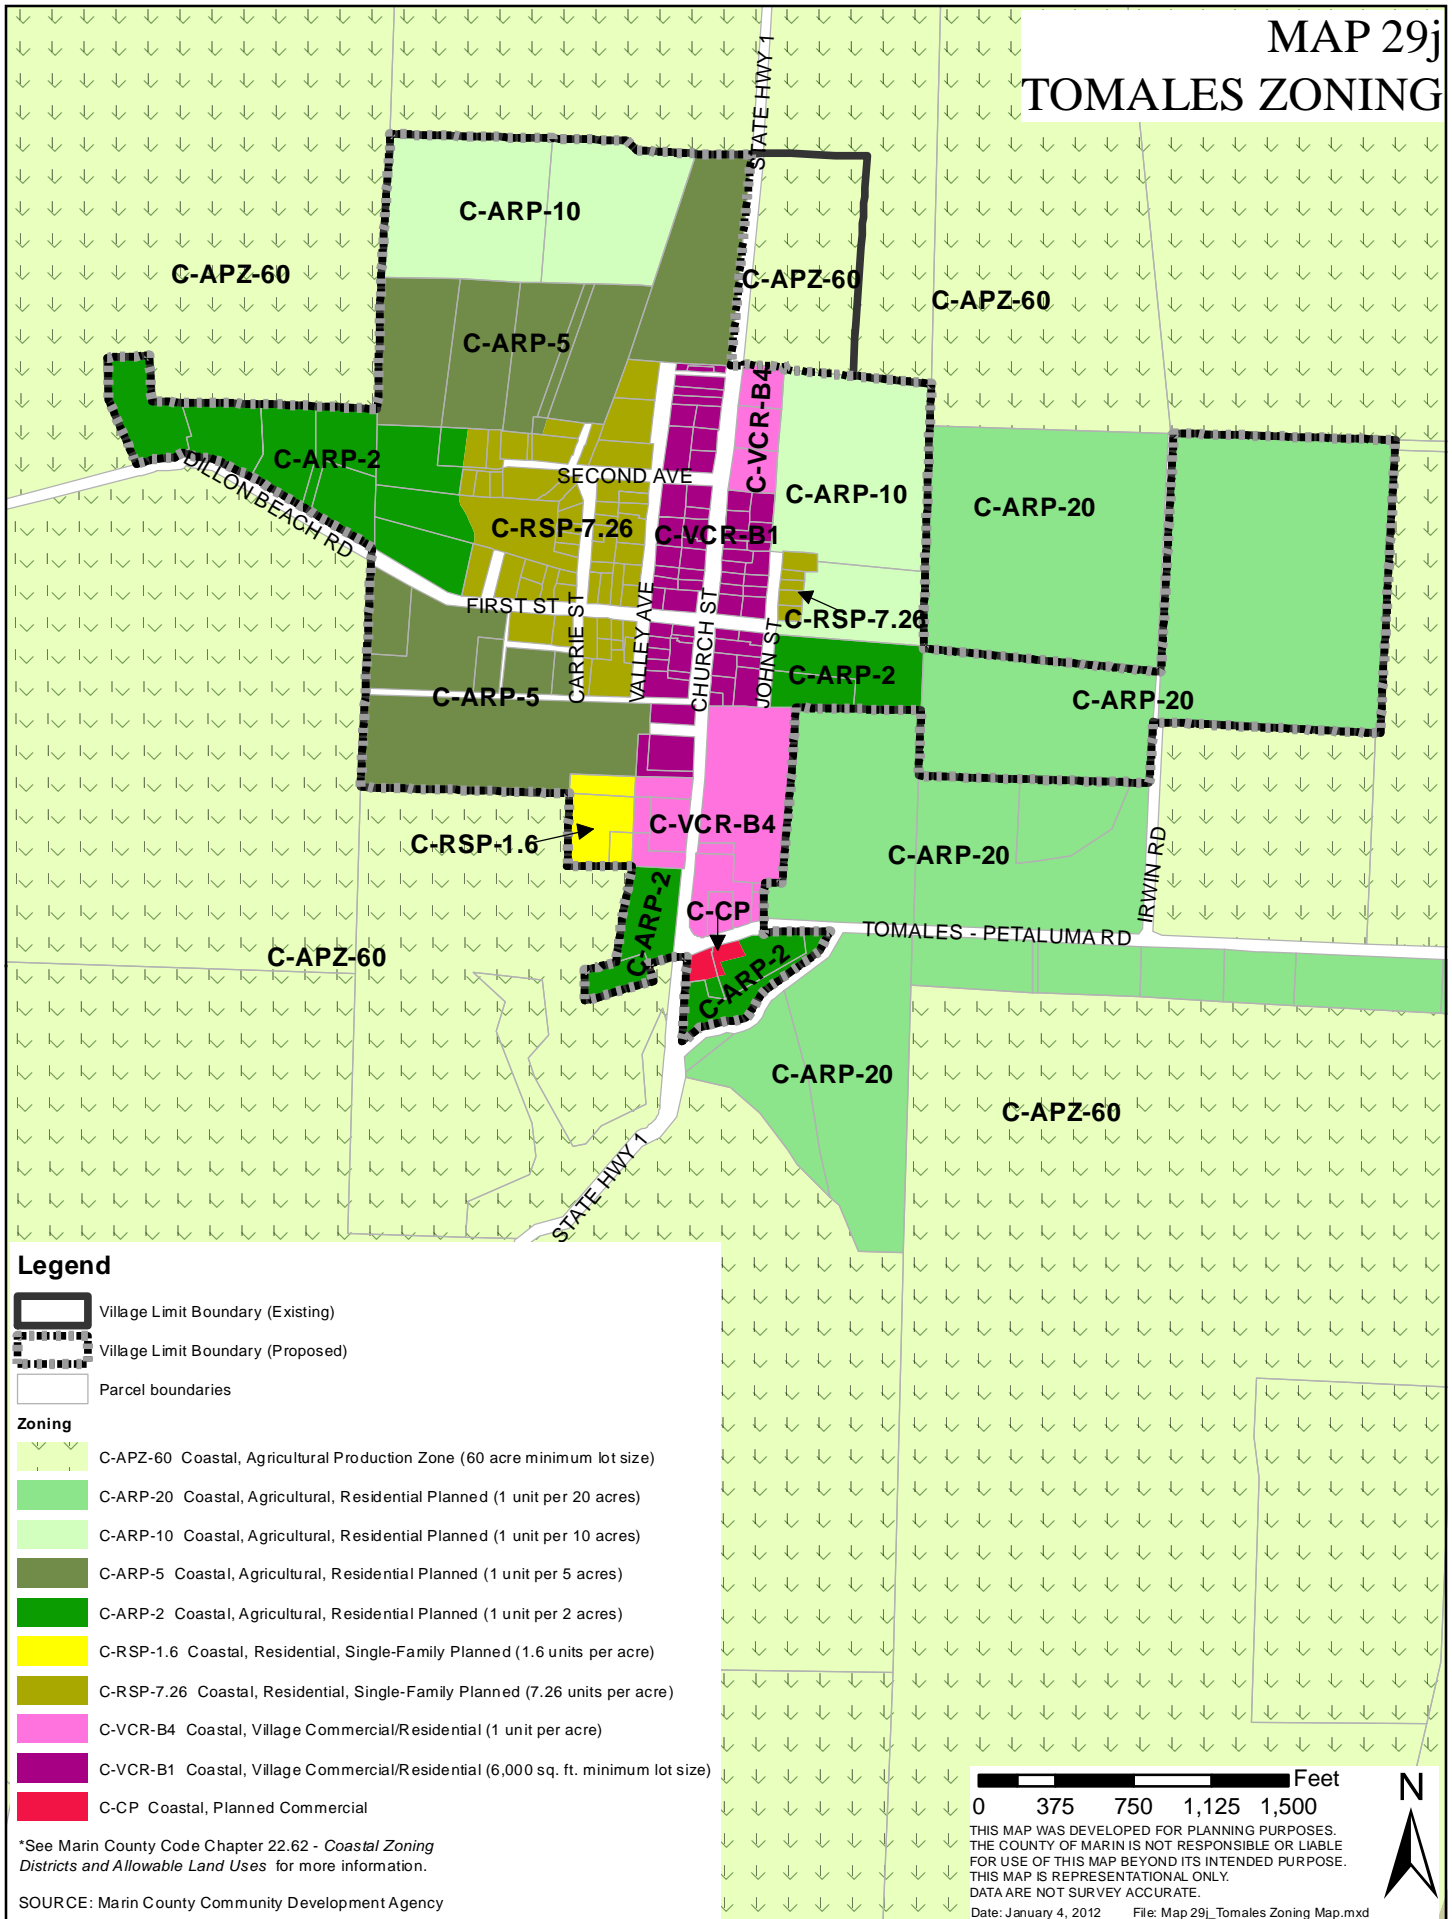 MAP 29j
TOMALES ZONING
STATE HWY 1
C-ARP-10
C-APZ-60
C-APZ-60
C-APZ-60
C-ARP-5
C-VCR-B4
C-ARP-2
SECOND AVE
C-ARP-10
C-ARP-20
DILLON BEACH RD
C-RSP-7.26
C-VCR-B1
FIRST ST
CARRIE ST
VALLEY AVE
CHURCH ST
JOHN ST
C-RSP-7.26
C-ARP-2
C-ARP-5
C-ARP-20
C-RSP-1.6
C-VCR-B4
C-ARP-20
IRWIN RD
C-ARP-2
C-CP
TOMALES - PETALUMA RD
C-APZ-60
C-ARP-2
C-ARP-20
C-APZ-60
STATE HWY 1
Legend
Village Limit Boundary (Existing)
Village Limit Boundary (Proposed)
Parcel boundaries
Zoning
C-APZ-60 Coastal, Agricultural Production Zone (60 acre minimum lot size)
C-ARP-20 Coastal, Agricultural, Residential Planned (1 unit per 20 acres)
C-ARP-10 Coastal, Agricultural, Residential Planned (1 unit per 10 acres)
C-ARP-5 Coastal, Agricultural, Residential Planned (1 unit per 5 acres)
C-ARP-2 Coastal, Agricultural, Residential Planned (1 unit per 2 acres)
C-RSP-1.6 Coastal, Residential, Single-Family Planned (1.6 units per acre)
C-RSP-7.26 Coastal, Residential, Single-Family Planned (7.26 units per acre)
C-VCR-B4 Coastal, Village Commercial/Residential (1 unit per acre)
C-VCR-B1 Coastal, Village Commercial/Residential (6,000 sq. ft. minimum lot size)
C-CP Coastal, Planned Commercial
*See Marin County Code Chapter 22.62 - Coastal Zoning
Districts and Allowable Land Uses for more information.
SOURCE: Marin County Community Development Agency
Feet
0 375 750 1,125 1,500
N
THIS MAP WAS DEVELOPED FOR PLANNING PURPOSES.
THE COUNTY OF MARIN IS NOT RESPONSIBLE OR LIABLE
FOR USE OF THIS MAP BEYOND ITS INTENDED PURPOSE.
THIS MAP IS REPRESENTATIONAL ONLY.
DATA ARE NOT SURVEY ACCURATE.
Date: January 4, 2012 File: Map 29j_Tomales Zoning Map.mxd